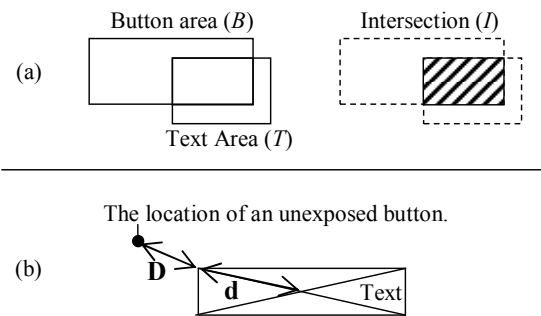 Button area (B)
Intersection (I)
(a)
Text Area (T)
The location of an unexposed button.
(b)
D
d
Text